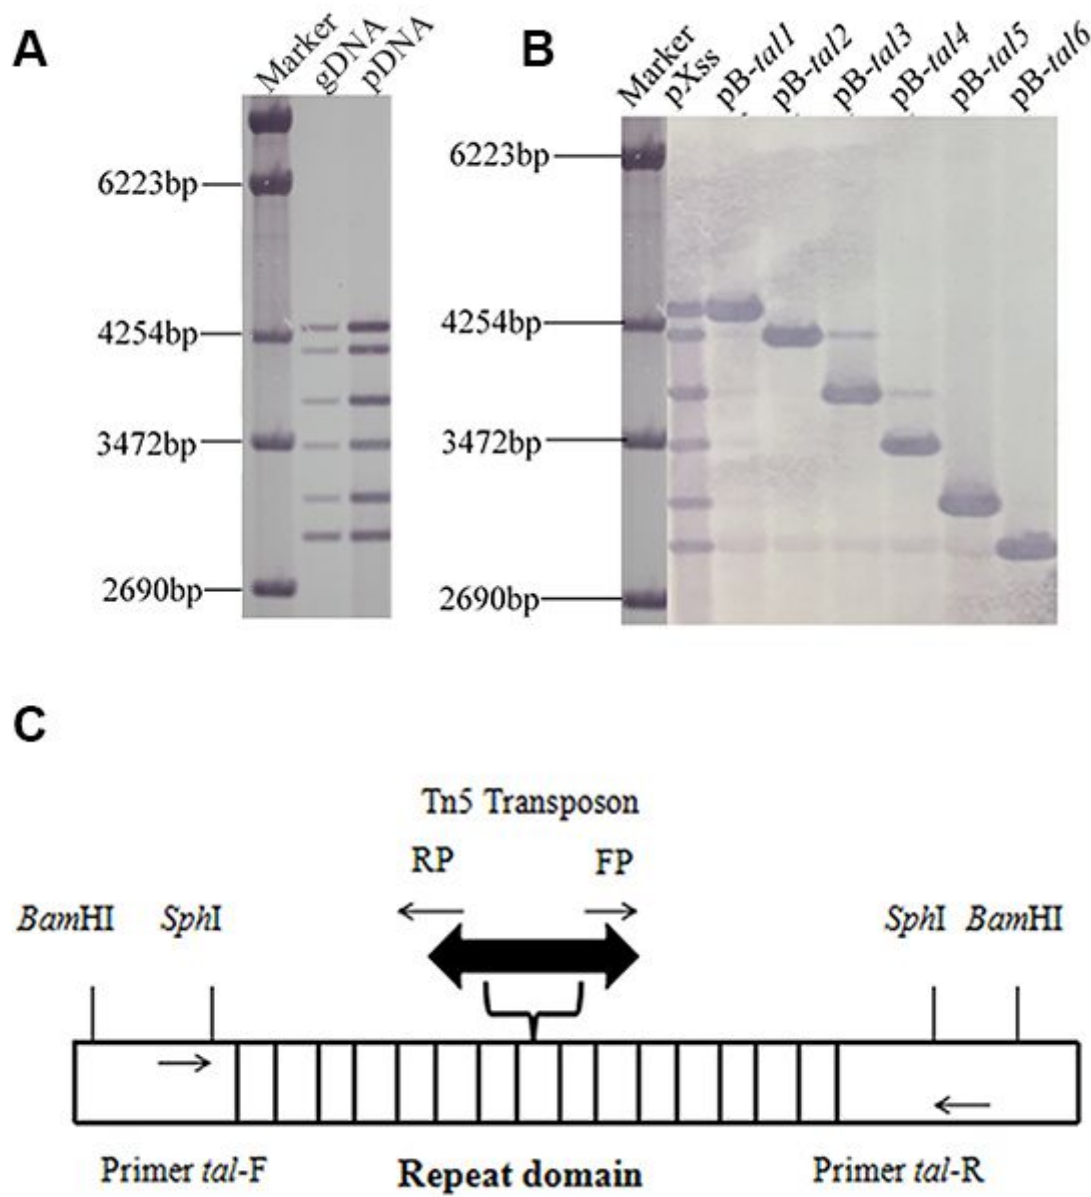 A
Marker
gDNA
pDNA
6223bp
4254bp
3472bp
2690bp
B
Marker
pXss
pB-tal1
pB-tal2
pB-tal3
pB-tal4
pB-tal5
pB-tal6
6223bp
4254bp
3472bp
2690bp
C
Tn5 Transposon
RP FP
BamHI SphI SphI BamHI
Primer tal-F Repeat domain Primer tal-R